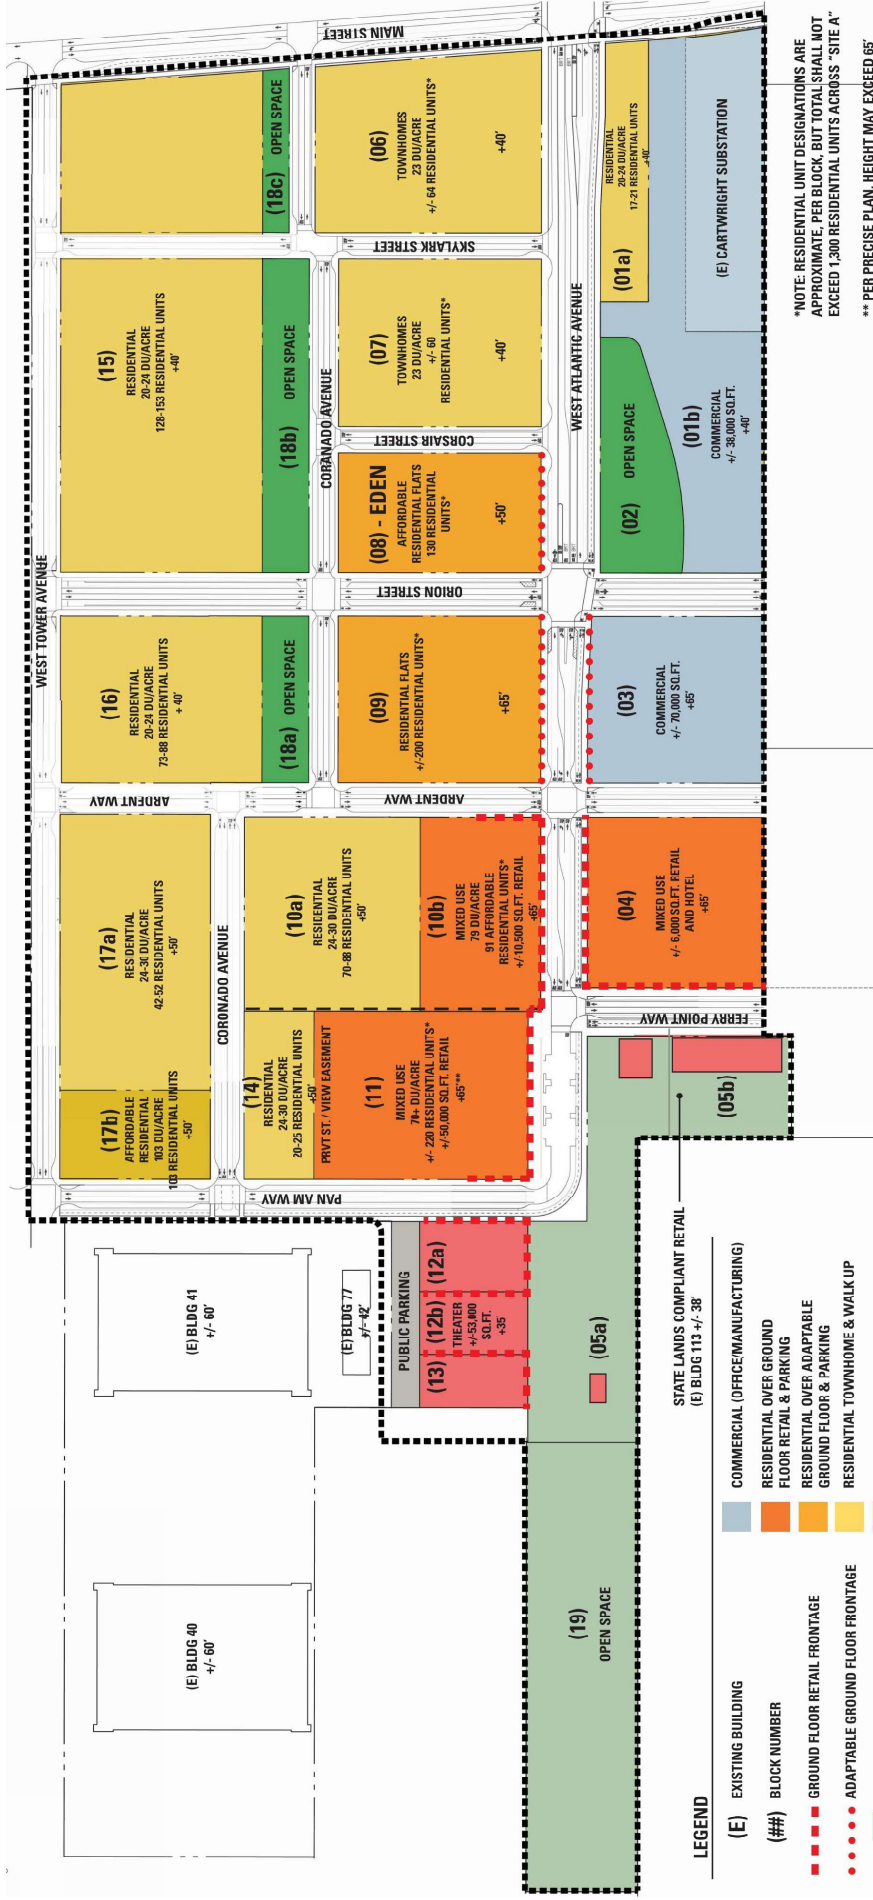 MAIN STREET
(18c) OPEN SPACE
(06)
TOWNHOMES
23 DU/ACRE
+/- 64 RESIDENTIAL UNITS*
+40'
RESIDENTIAL
20-24 DU/ACRE
17-21 RESIDENTIAL UNITS
+40'
(01a)
(E) CARTWRIGHT SUBSTATION
*NOTE: RESIDENTIAL UNIT DESIGNATIONS ARE
APPROXIMATE, PER BLOCK, BUT TOTAL SHALL NOT
EXCEED 1,300 RESIDENTIAL UNITS ACROSS "SITE A"
** PER PRECISE PLAN, HEIGHT MAY EXCEED 65'
SKYLARK STREET
WEST TOWER AVENUE
(15)
RESIDENTIAL
20-24 DU/ACRE
128-153 RESIDENTIAL UNITS
+40'
(18b) OPEN SPACE
CORANADO AVENUE
(07)
TOWNHOMES
23 DU/ACRE
+/- 60
RESIDENTIAL UNITS*
+40'
CORSAIR STREET
WEST ATLANTIC AVENUE
(08) - EDEN
AFFORDABLE
RESIDENTIAL FLATS
130 RESIDENTIAL
UNITS*
+50'
(02) OPEN SPACE
(01b)
COMMERCIAL
+/- 38,000 SQ.FT.
+40'
ORION STREET
(16)
RESIDENTIAL
20-24 DU/ACRE
73-88 RESIDENTIAL UNITS
+ 40'
(18a) OPEN SPACE
(09)
RESIDENTIAL FLATS
+/-200 RESIDENTIAL UNITS*
+65'
(03)
COMMERCIAL
+/- 70,000 SQ.FT.
+65'
ARDENT WAY
ARDENT WAY
(17a)
RESIDENTIAL
24-30 DU/ACRE
42-52 RESIDENTIAL UNITS
+50'
CORONADO AVENUE
(10a)
RESIDENTIAL
24-30 DU/ACRE
70-88 RESIDENTIAL UNITS
+50'
(10b)
MIXED USE
79 DU/ACRE
91 AFFORDABLE
RESIDENTIAL UNITS*
+/-10,500 SQ.FT. RETAIL
+65'
(04)
MIXED USE
+/- 6,000 SQ.FT. RETAIL
AND HOTEL
+65'
FERRY POINT WAY
(17b)
AFFORDABLE
RESIDENTIAL
103 DU/ACRE
103 RESIDENTIAL UNITS
+50'
(14)
RESIDENTIAL
24-30 DU/ACRE
20-25 RESIDENTIAL UNITS
+50'
PRVT ST. / VIEW EASEMENT
(11)
MIXED USE
70+ DU/ACRE
+/- 220 RESIDENTIAL UNITS*
+/-50,000 SQ.FT. RETAIL
+65'**
(05b)
PAN AM WAY
(E) BLDG 41
+/- 60'
(E) BLDG 77
+/- 42'
PUBLIC PARKING
(12a)
(12b)
THEATER
+/-53,000
SQ.FT.
+35'
(13)
(05a)
STATE LANDS COMPLIANT RETAIL
(E) BLDG 113 +/- 38'
(E) BLDG 40
+/- 60'
(19)
OPEN SPACE
LEGEND
(E) EXISTING BUILDING
(##) BLOCK NUMBER
GROUND FLOOR RETAIL FRONTAGE
ADAPTABLE GROUND FLOOR FRONTAGE
COMMERCIAL (OFFICE/MANUFACTURING)
RESIDENTIAL OVER GROUND
FLOOR RETAIL & PARKING
RESIDENTIAL OVER ADAPTABLE
GROUND FLOOR & PARKING
RESIDENTIAL TOWNHOME & WALK UP